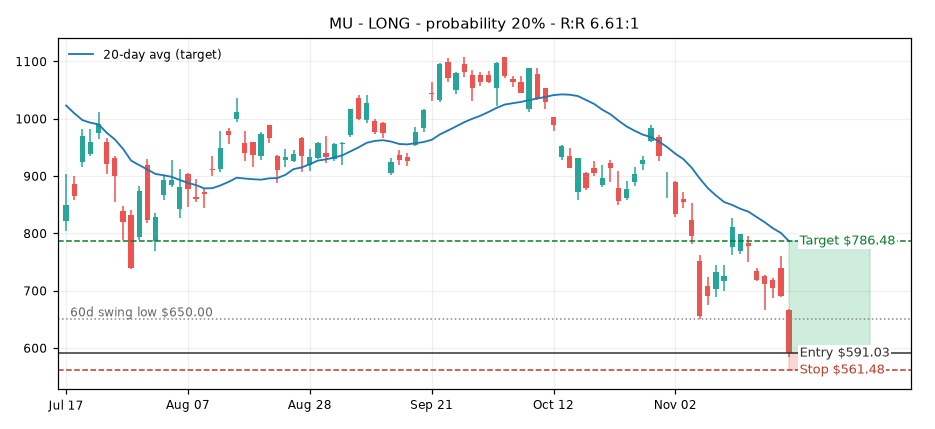 MU - LONG - probability 20% - R:R 6.61:1
20-day avg (target)
1100
1000
900
800
700
600
Target $786.48
60d swing low $650.00
Entry $591.03
Stop $561.48
Jul 17
Aug 07
Aug 28
Sep 21
Oct 12
Nov 02